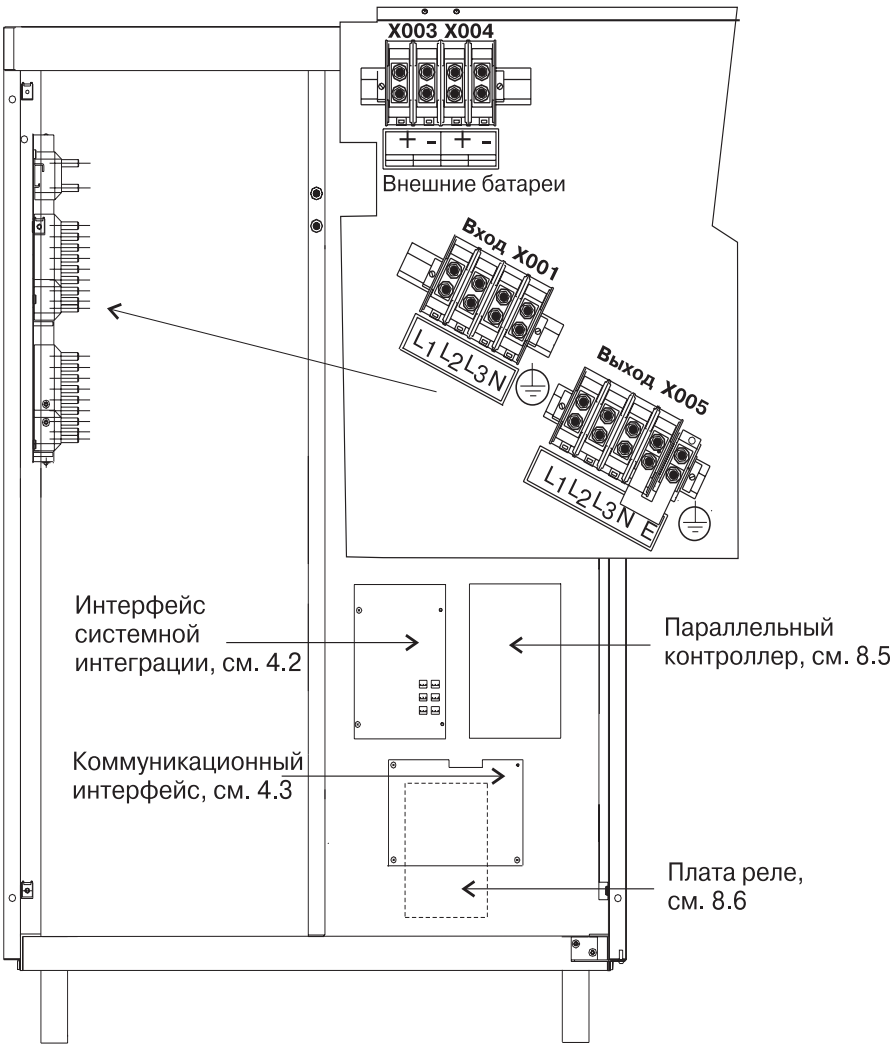 X003 X004
+ - + -
Внешние батареи
Вход X001
L1 L2 L3 N
Выход X005
L1 L2 L3 N E
Интерфейс
системной
интеграции, см. 4.2
Параллельный
контроллер, см. 8.5
Коммуникационный
интерфейс, см. 4.3
Плата реле,
см. 8.6